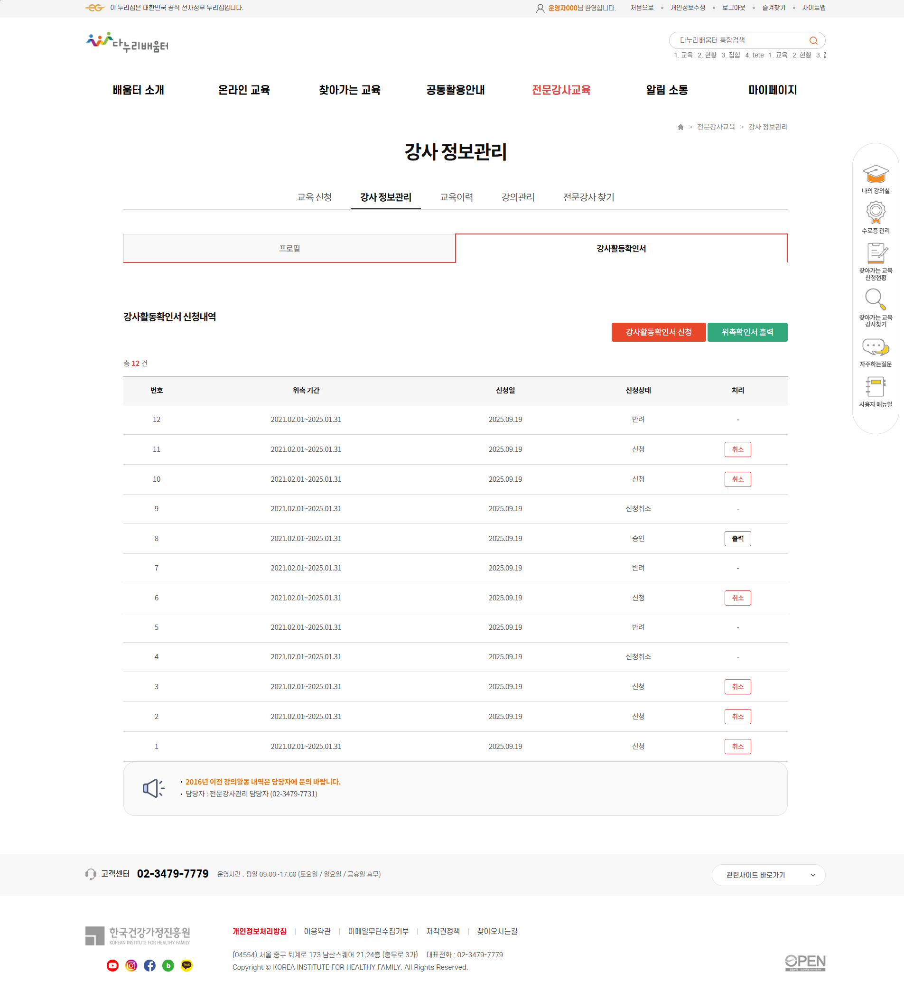 이 누리집은 대한민국 공식 전자정부 누리집입니다.
운영자000님 환영합니다. 처음으로 개인정보수정 로그아웃 즐겨찾기 사이트맵
다누리배움터
다누리배움터 통합검색
1. 교육 2. 현황 3. 집합 4. tete 1. 교육 2. 현황 3.
배움터 소개 온라인 교육 찾아가는 교육 공동활용안내 전문강사교육 알림 소통 마이페이지
> 전문강사교육 > 강사 정보관리
강사 정보관리
교육 신청 강사 정보관리 교육이력 강의관리 전문강사 찾기
프로필 강사활동확인서
강사활동확인서 신청내역
강사활동확인서 신청 위촉확인서 출력
총 12 건
번호 위촉 기간 신청일 신청상태 처리
12 2021.02.01~2025.01.31 2025.09.19 반려 -
11 2021.02.01~2025.01.31 2025.09.19 신청 취소
10 2021.02.01~2025.01.31 2025.09.19 신청 취소
9 2021.02.01~2025.01.31 2025.09.19 신청취소 -
8 2021.02.01~2025.01.31 2025.09.19 승인 출력
7 2021.02.01~2025.01.31 2025.09.19 반려 -
6 2021.02.01~2025.01.31 2025.09.19 신청 취소
5 2021.02.01~2025.01.31 2025.09.19 반려 -
4 2021.02.01~2025.01.31 2025.09.19 신청취소 -
3 2021.02.01~2025.01.31 2025.09.19 신청 취소
2 2021.02.01~2025.01.31 2025.09.19 신청 취소
1 2021.02.01~2025.01.31 2025.09.19 신청 취소
• 2016년 이전 강의활동 내역은 담당자에 문의 바랍니다.
• 담당자 : 전문강사관리 담당자 (02-3479-7731)
나의 강의실
수료증 관리
찾아가는 교육
신청현황
찾아가는 교육
강사찾기
자주하는질문
사용자 매뉴얼
고객센터 02-3479-7779 운영시간 : 평일 09:00~17:00 (토요일 / 일요일 / 공휴일 휴무)
관련사이트 바로가기
한국건강가정진흥원
KOREAN INSTITUTE FOR HEALTHY FAMILY
개인정보처리방침 | 이용약관 | 이메일무단수집거부 | 저작권정책 | 찾아오시는길
(04554) 서울 중구 퇴계로 173 남산스퀘어 21,24층 (충무로 3가) 대표전화 : 02-3479-7779
Copyright © KOREA INSTITUTE FOR HEALTHY FAMILY. All Rights Reserved.
b
TALK
OPEN